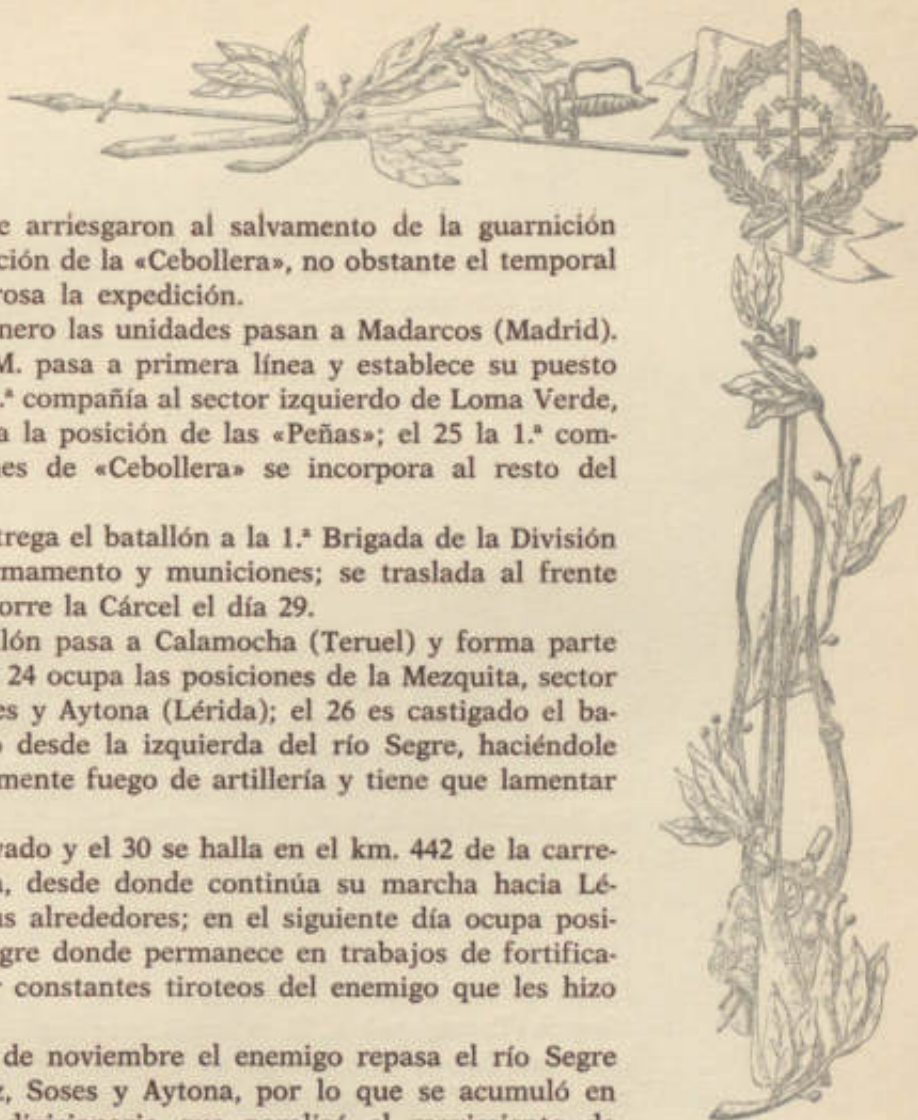 e arriesgaron al salvamento de la guarnición
ción de la «Cebollera», no obstante el temporal
rosa la expedición.
nero las unidades pasan a Madarcos (Madrid).
M. pasa a primera línea y establece su puesto
.ª compañía al sector izquierdo de Loma Verde,
a la posición de las «Peñas»; el 25 la 1.ª com-
es de «Cebollera» se incorpora al resto del
trega el batallón a la 1.ª Brigada de la División
rmamento y municiones; se traslada al frente
orre la Cárcel el día 29.
lón pasa a Calamocha (Teruel) y forma parte
24 ocupa las posiciones de la Mezquita, sector
es y Aytona (Lérida); el 26 es castigado el ba-
o desde la izquierda del río Segre, haciéndole
mente fuego de artillería y tiene que lamentar
vado y el 30 se halla en el km. 442 de la carre-
a, desde donde continúa su marcha hacia Lé-
us alrededores; en el siguiente día ocupa posi-
egre donde permanece en trabajos de fortifica-
r constantes tiroteos del enemigo que les hizo
de noviembre el enemigo repasa el río Segre
z, Soses y Aytona, por lo que se acumuló en